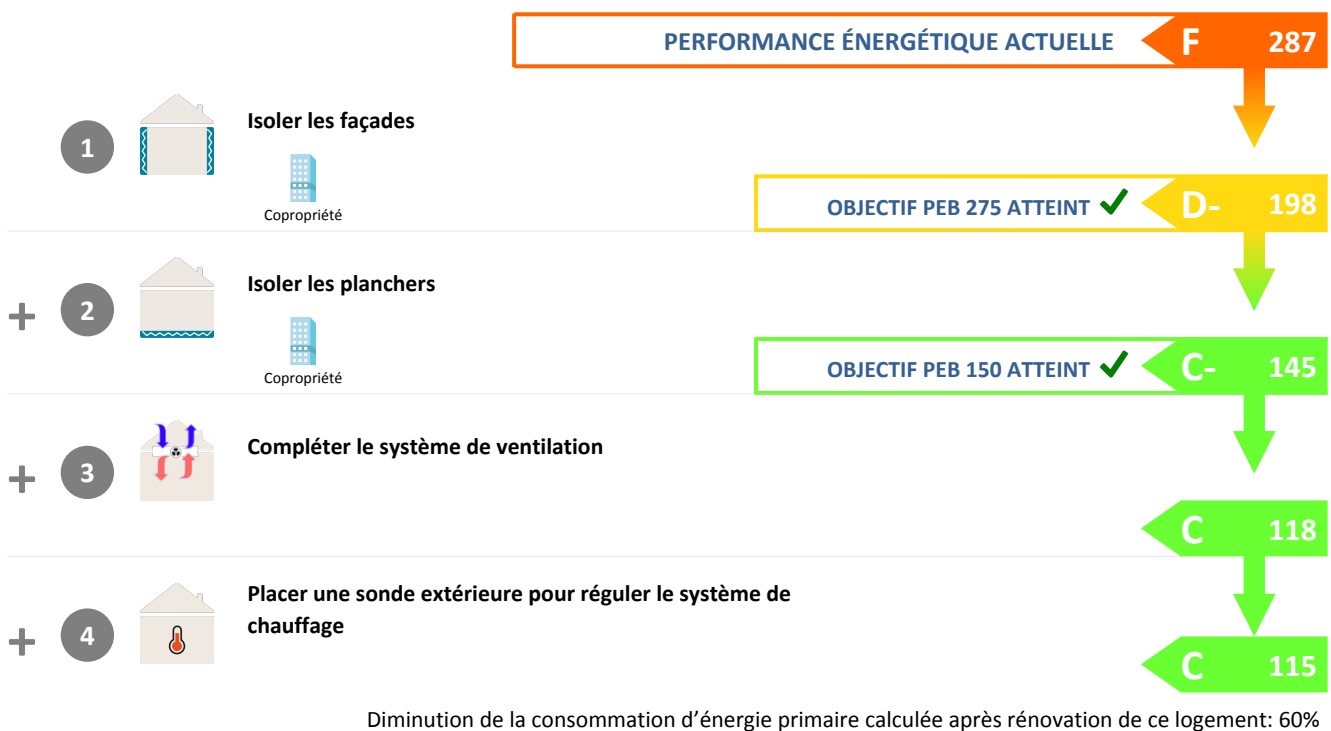 PERFORMANCE ÉNERGÉTIQUE ACTUELLE F 287
1 Isoler les façades
Copropriété
OBJECTIF PEB 275 ATTEINT ✓ D- 198
+ 2 Isoler les planchers
Copropriété
OBJECTIF PEB 150 ATTEINT ✓ C- 145
+ 3 Compléter le système de ventilation
C 118
+ 4 Placer une sonde extérieure pour réguler le système de
chauffage
C 115
Diminution de la consommation d’énergie primaire calculée après rénovation de ce logement: 60%